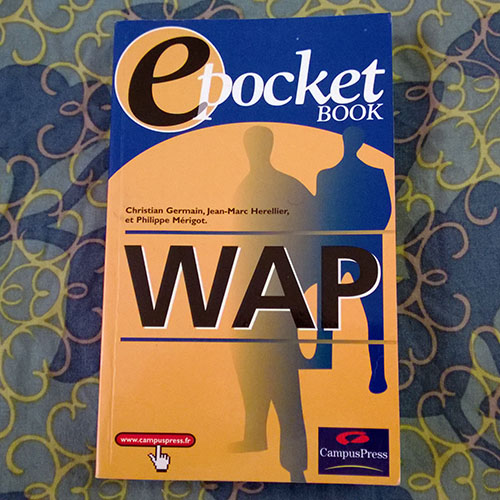 epocket
BOOK
Christian Germain, Jean-Marc Herellier,
et Philippe Mérigot.
WAP
www.campuspress.fr
CampusPress